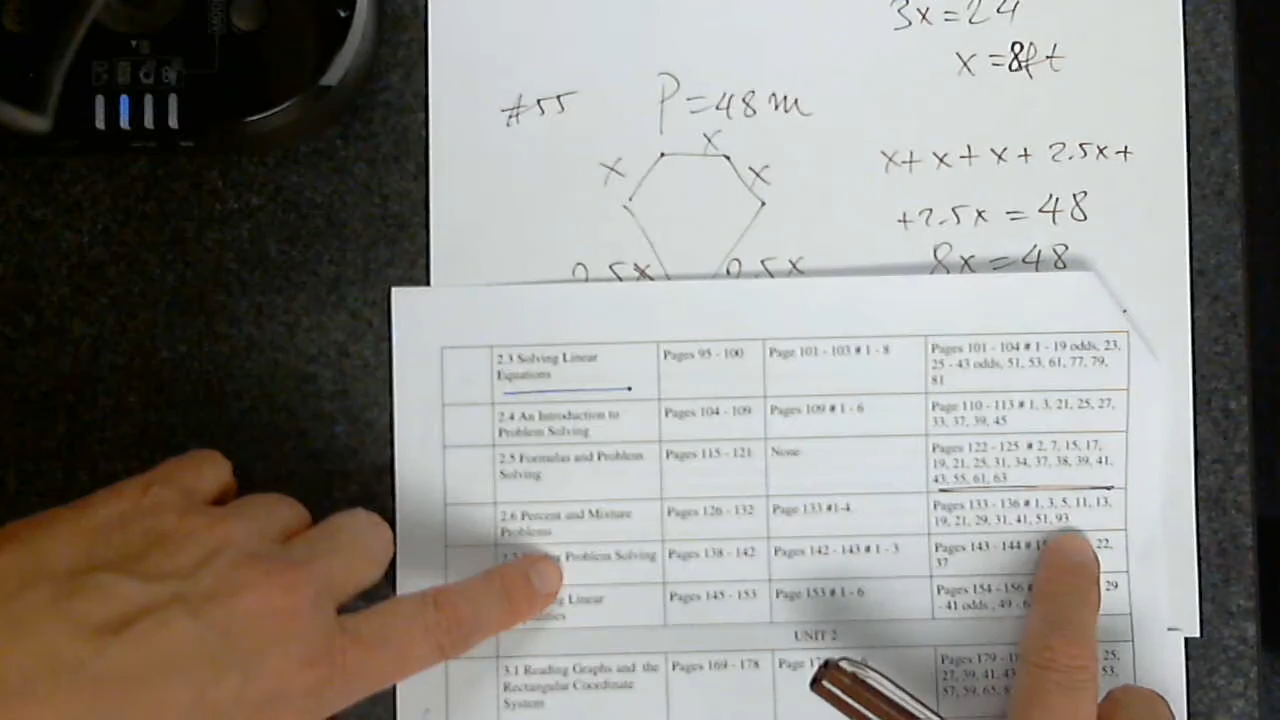 3x=24
x=8ft
#55
P=48m
x
x
x
x+x+x+2.5x+
+2.5x=48
8x=48
2.3 Solving Linear
Equations
Pages 95 - 100
Page 101 - 103 # 1 - 8
Pages 101 - 104 # 1 - 19 odds, 23,
25 - 43 odds, 51, 53, 61, 77, 79,
81
2.4 An Introduction to
Problem Solving
Pages 104 - 109
Pages 109 # 1 - 6
Page 110 - 113 # 1, 3, 21, 25, 27,
33, 37, 39, 45
2.5 Formulas and Problem
Solving
Pages 115 - 121
None
Pages 122 - 125 # 2, 7, 15, 17,
19, 21, 25, 31, 34, 37, 38, 39, 41,
43, 55, 61, 63
2.6 Percent and Mixture
Problems
Pages 126 - 132
Page 133 #1-4
Pages 133 - 136 # 1, 3, 5, 11, 13,
19, 21, 29, 31, 41, 51, 93
Problem Solving
Pages 138 - 142
Page 142 - 143 # 1 - 3
Pages 143 - 144 # 22,
37
Linear
Pages 145 - 153
Page 153 # 1 - 6
Pages 154 - 156 29
- 41 odds, 49
UNIT 2
3.1 Reading Graphs and the
Rectangular Coordinate
System
Pages 169 - 178
Page
Pages 179 25,
27, 39, 41, 53,
57, 59, 65,